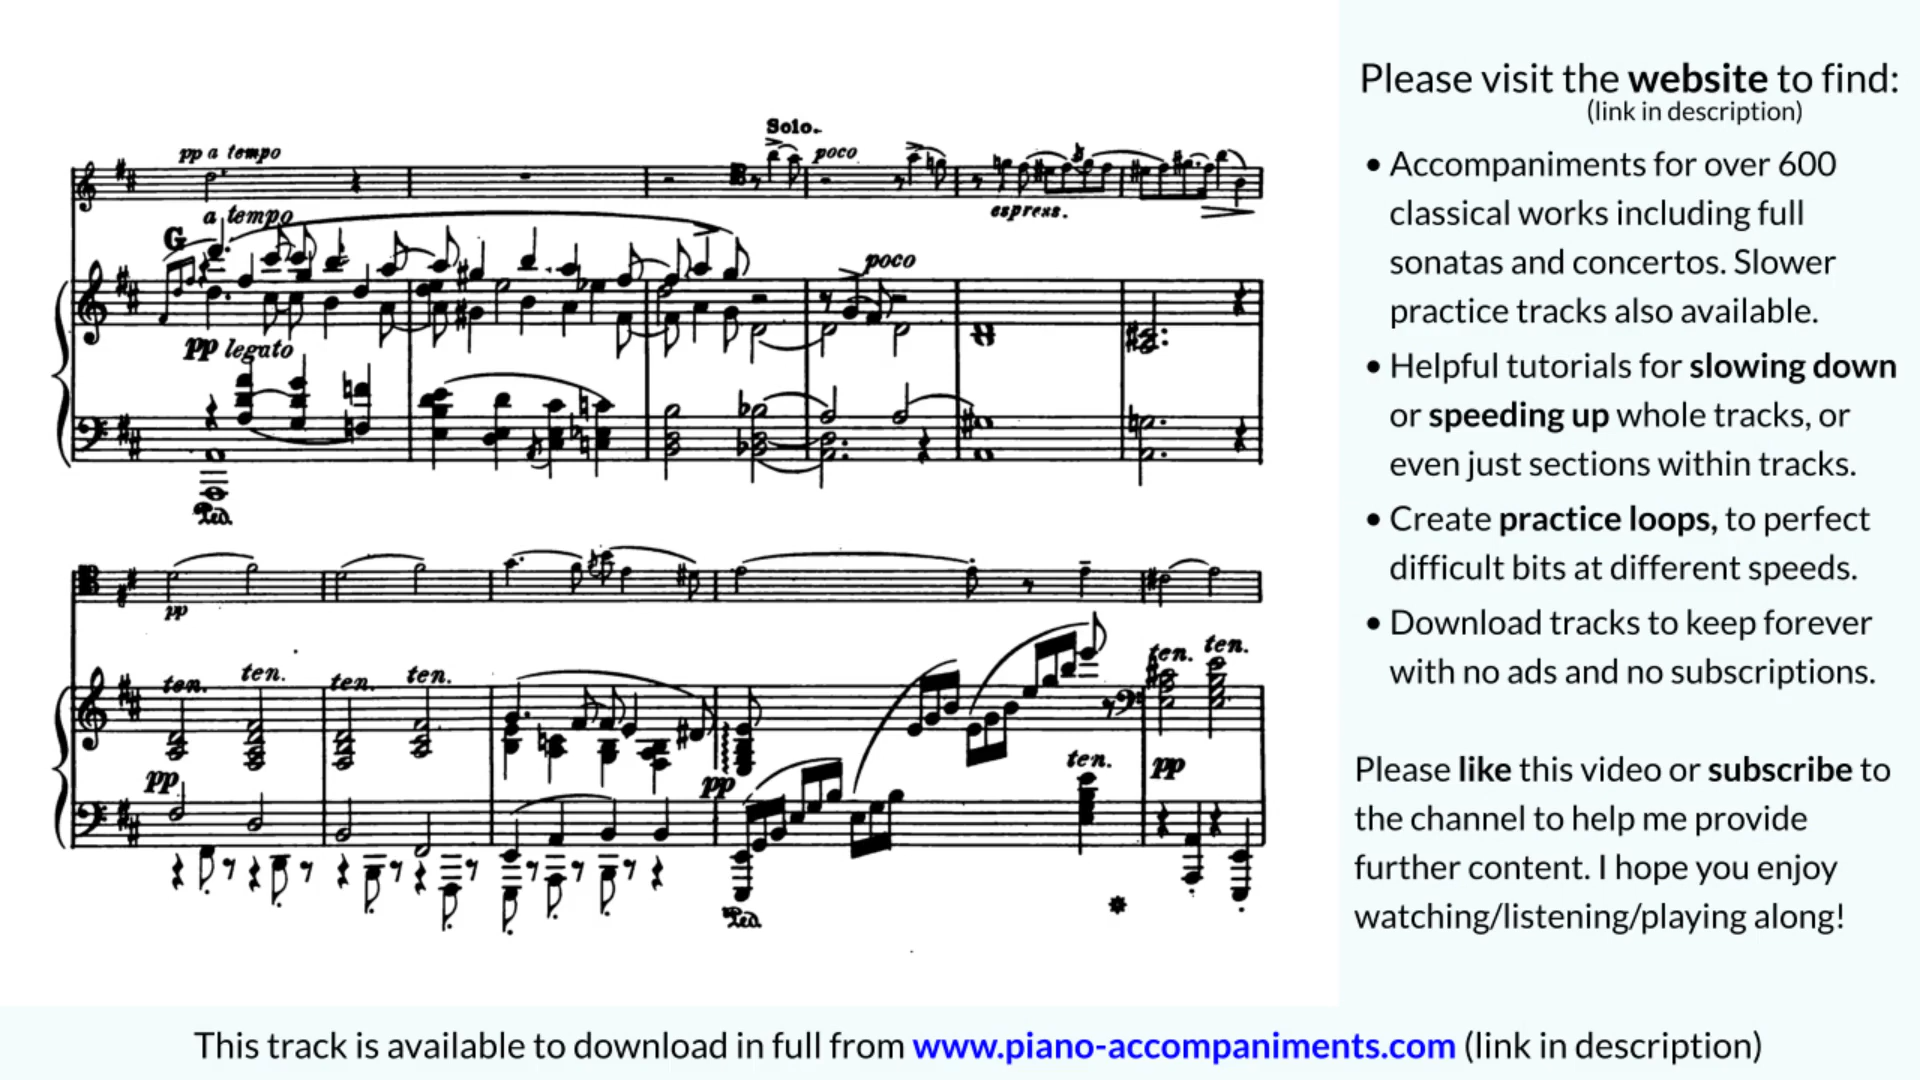 Solo.
pp a tempo
poco
a tempo
espress.
G
poco
pp legato
Ped.
pp
ten.
ten.
ten.
ten.
ten.
ten.
pp
pp
ten.
pp
Ped.
Please visit the website to find:
(link in description)
• Accompaniments for over 600
classical works including full
sonatas and concertos. Slower
practice tracks also available.
• Helpful tutorials for slowing down
or speeding up whole tracks, or
even just sections within tracks.
• Create practice loops, to perfect
difficult bits at different speeds.
• Download tracks to keep forever
with no ads and no subscriptions.
Please like this video or subscribe to
the channel to help me provide
further content. I hope you enjoy
watching/listening/playing along!
This track is available to download in full from www.piano-accompaniments.com (link in description)